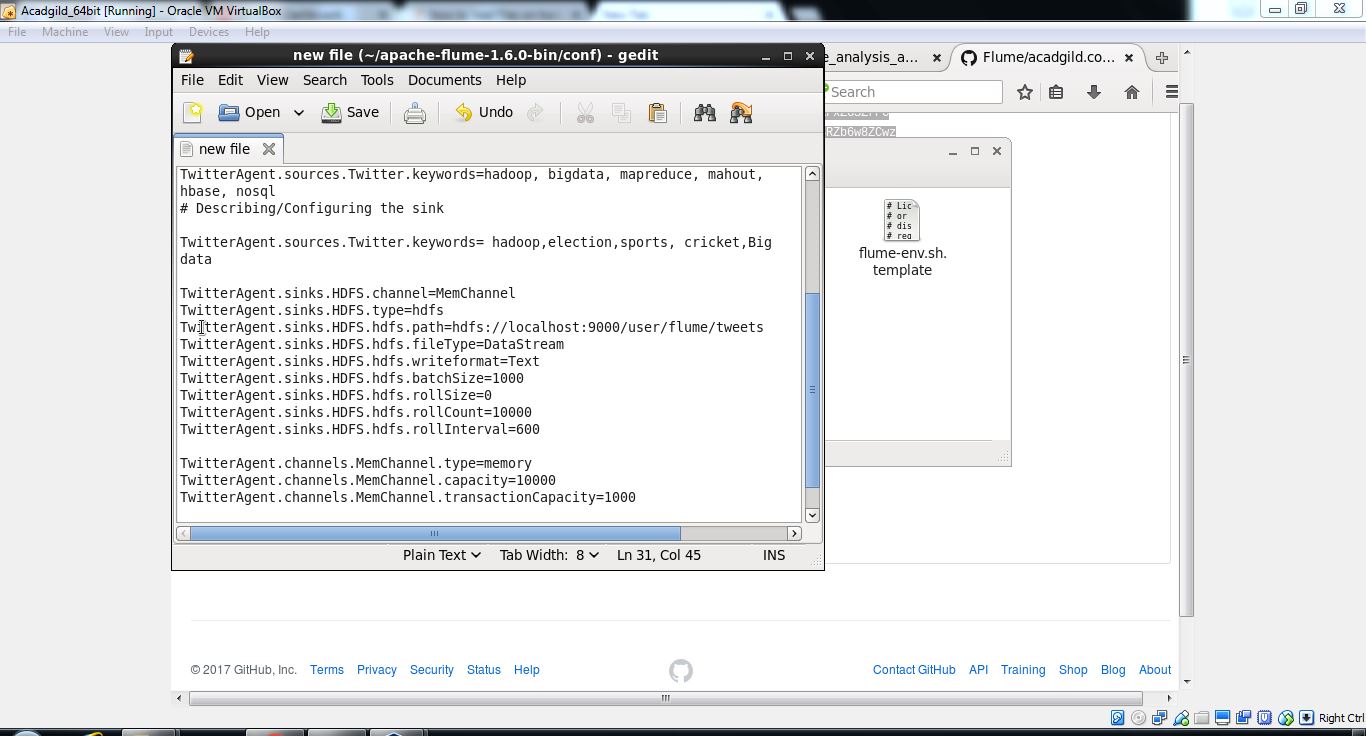 Acadgild_64bit [Running] - Oracle VM VirtualBox
File Machine View Input Devices Help
new file (~/apache-flume-1.6.0-bin/conf) - gedit
File Edit View Search Tools Documents Help
Open Save Undo
new file
TwitterAgent.sources.Twitter.keywords=hadoop, bigdata, mapreduce, mahout,
hbase, nosql
# Describing/Configuring the sink
TwitterAgent.sources.Twitter.keywords= hadoop,election,sports, cricket,Big
data
TwitterAgent.sinks.HDFS.channel=MemChannel
TwitterAgent.sinks.HDFS.type=hdfs
TwitterAgent.sinks.HDFS.hdfs.path=hdfs://localhost:9000/user/flume/tweets
TwitterAgent.sinks.HDFS.hdfs.fileType=DataStream
TwitterAgent.sinks.HDFS.hdfs.writeformat=Text
TwitterAgent.sinks.HDFS.hdfs.batchSize=1000
TwitterAgent.sinks.HDFS.hdfs.rollSize=0
TwitterAgent.sinks.HDFS.hdfs.rollCount=10000
TwitterAgent.sinks.HDFS.hdfs.rollInterval=600
TwitterAgent.channels.MemChannel.type=memory
TwitterAgent.channels.MemChannel.capacity=10000
TwitterAgent.channels.MemChannel.transactionCapacity=1000
Plain Text Tab Width: 8 Ln 31, Col 45 INS
e_analysis_a... Flume/acadgild.co...
Search
RZb6w8ZCwz
# Lic
# or
# dis
# req
flume-env.sh.
template
© 2017 GitHub, Inc. Terms Privacy Security Status Help
Contact GitHub API Training Shop Blog About
Right Ctrl